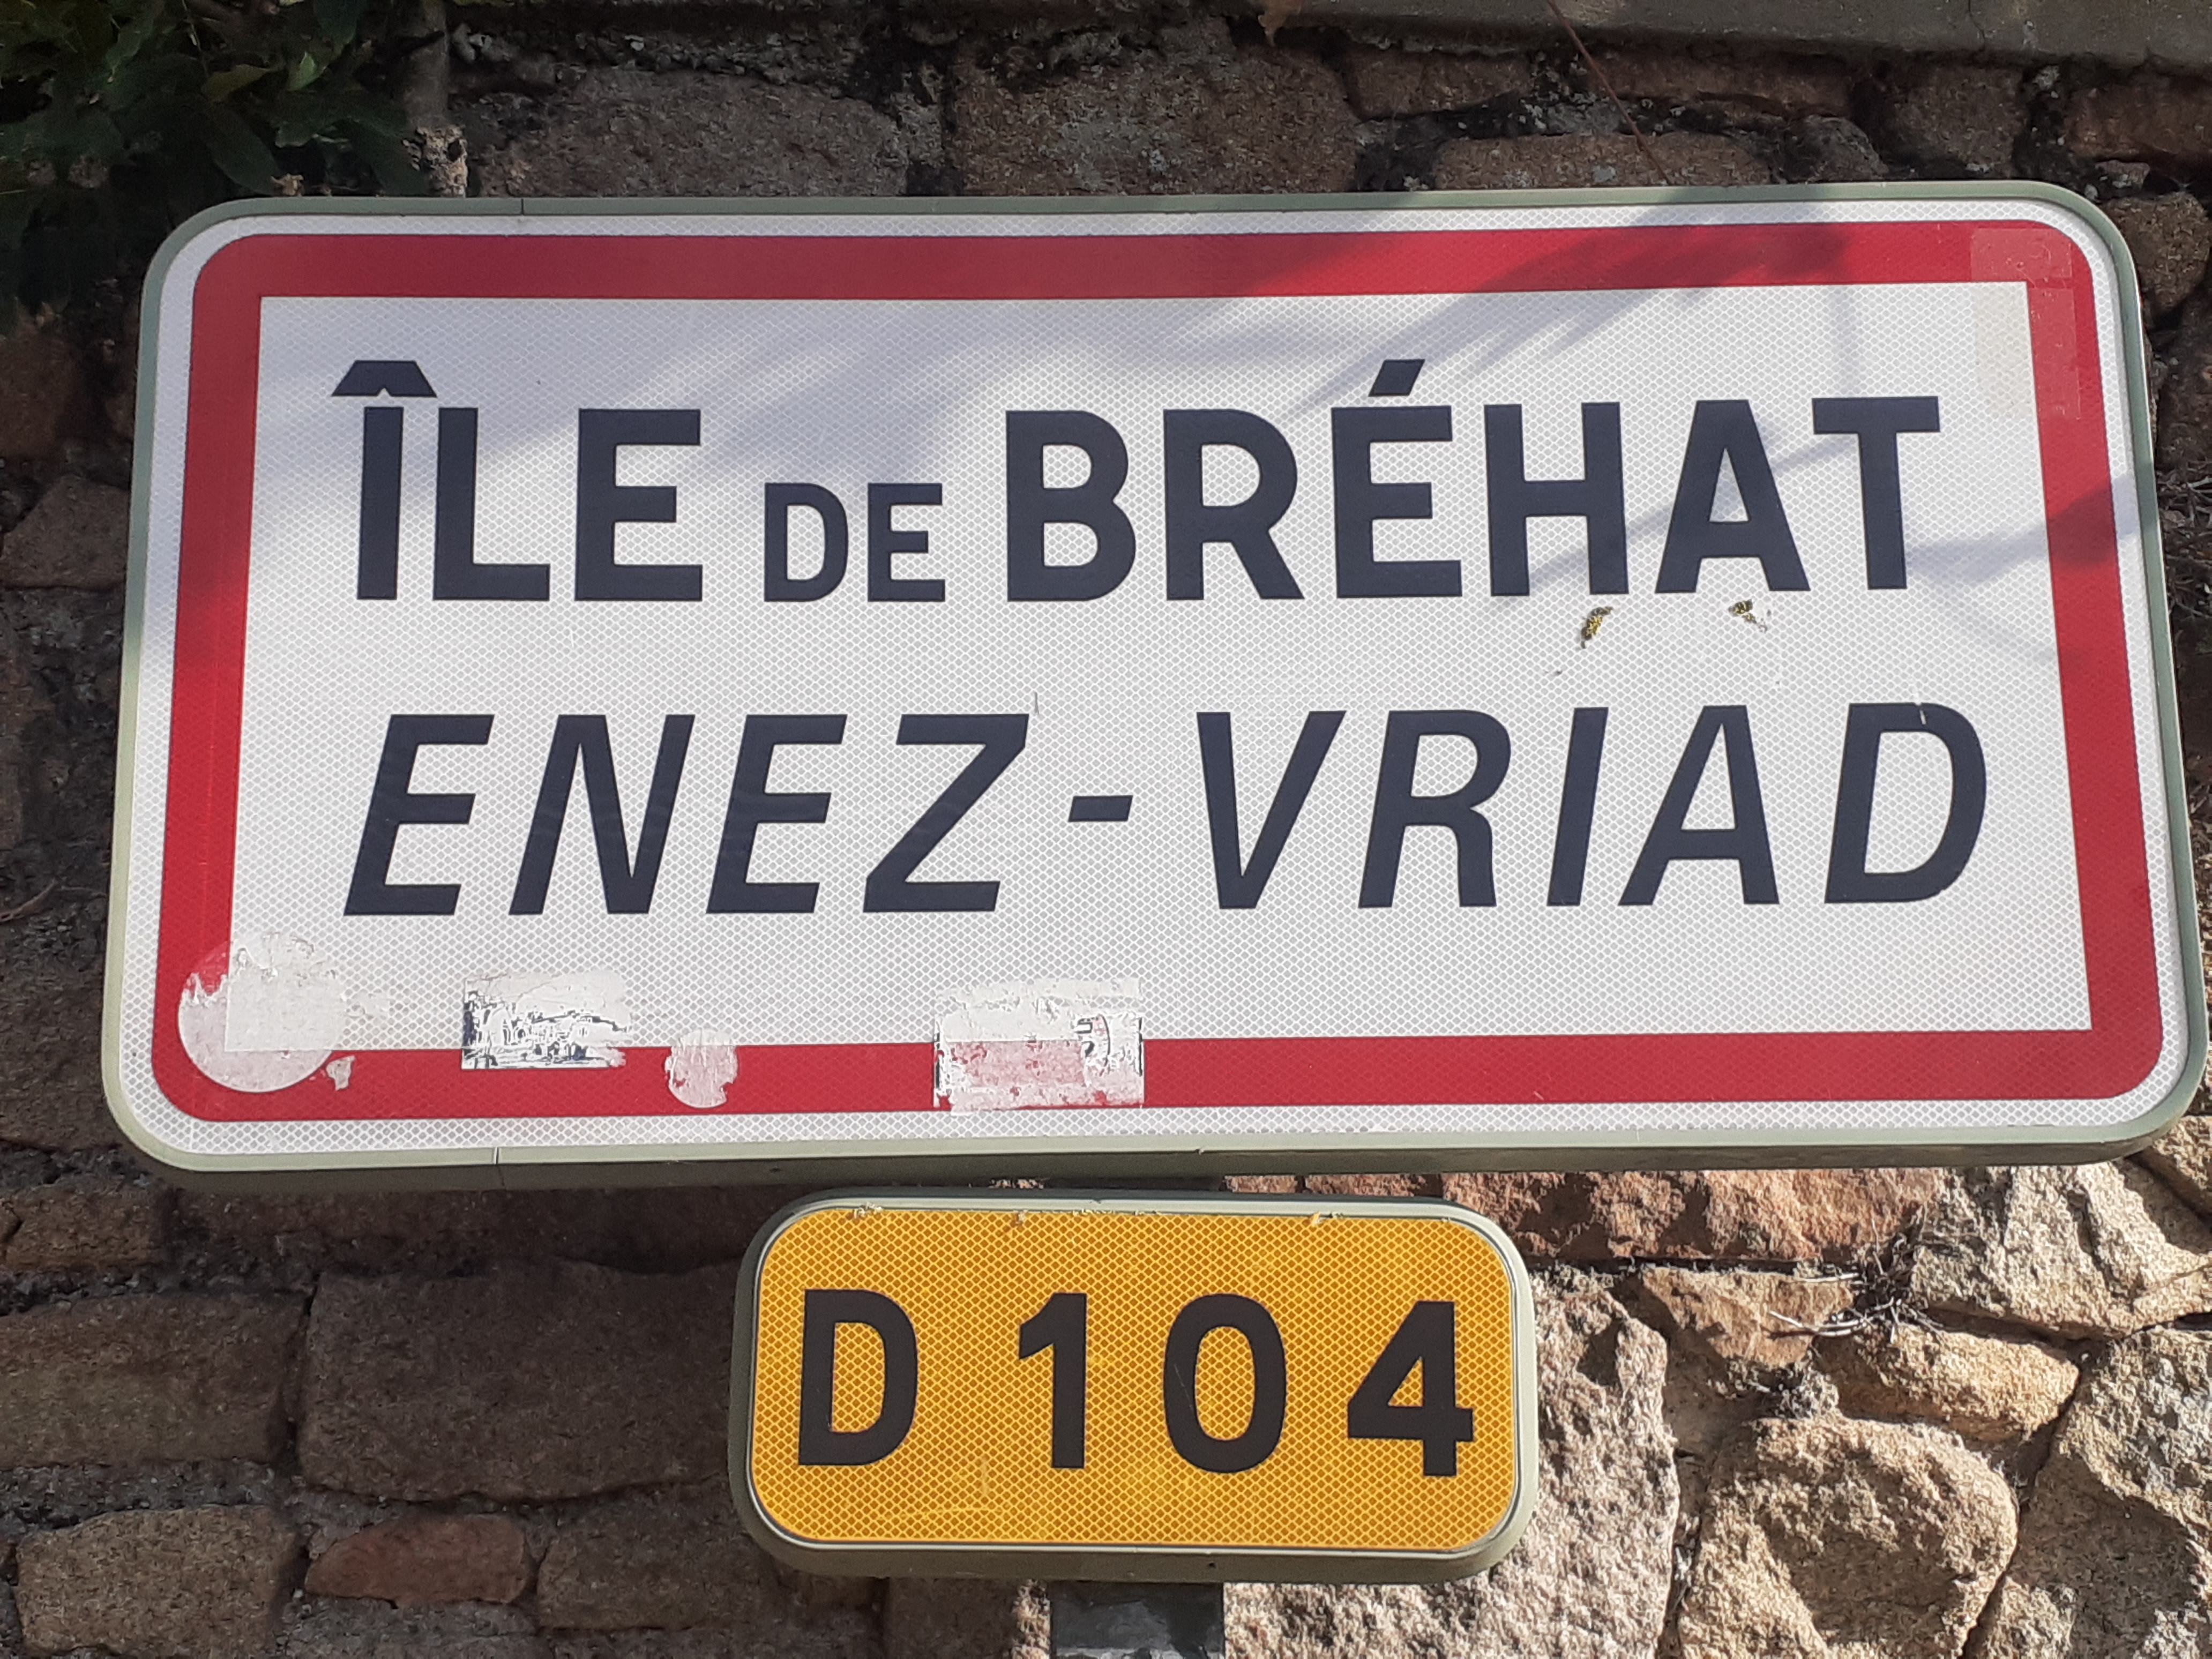 ÎLE DE BRÉHAT
ENEZ-VRIAD
D 104